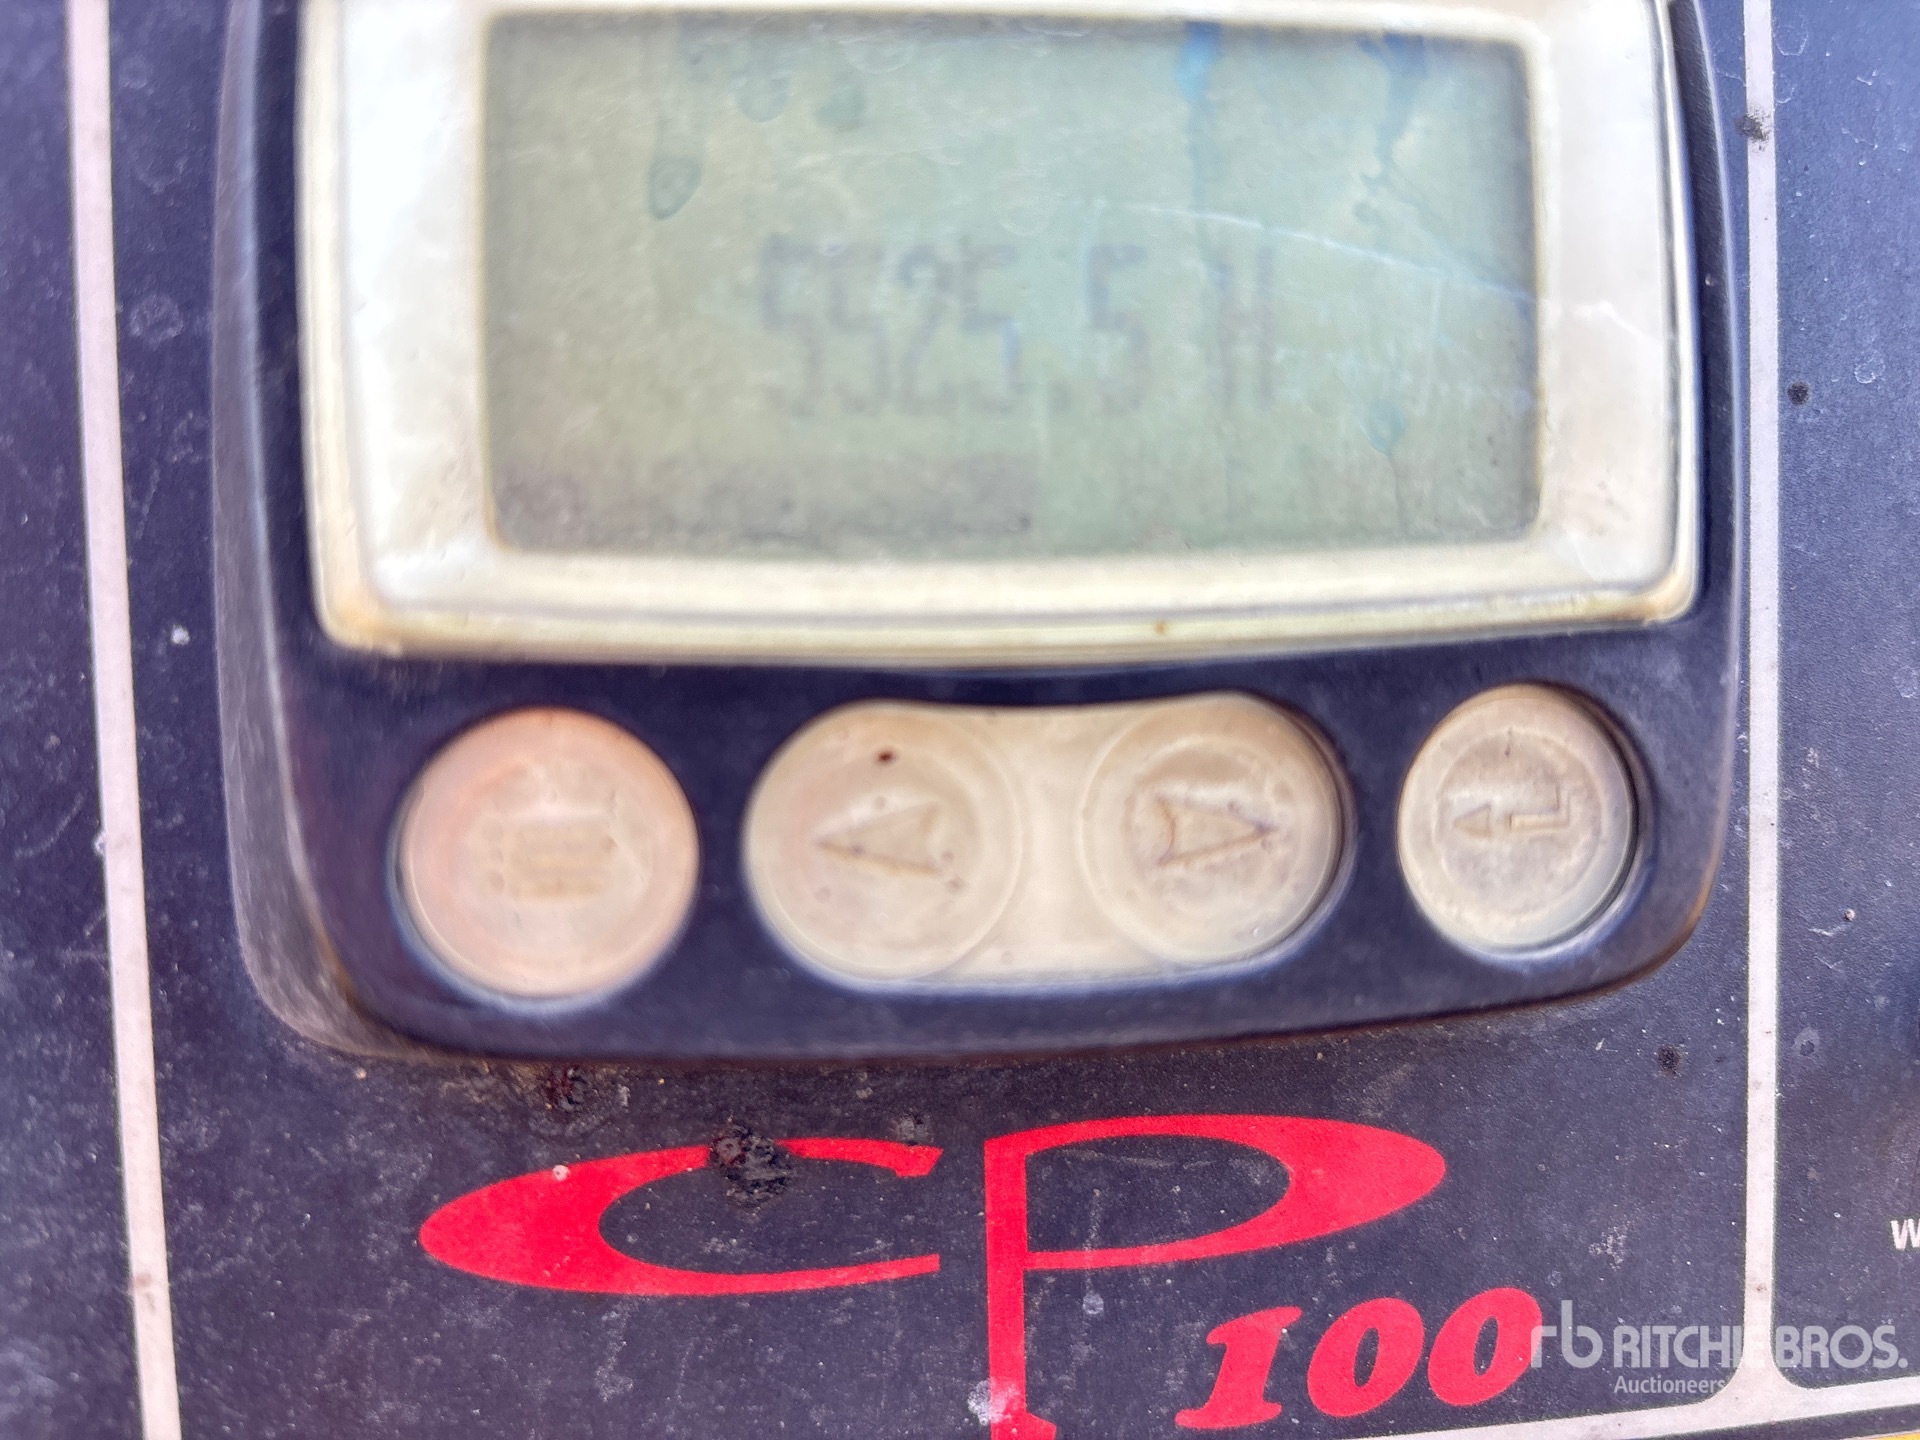 5525.5 H
CP
100
W
rb RITCHIE BROS.
Auctioneers